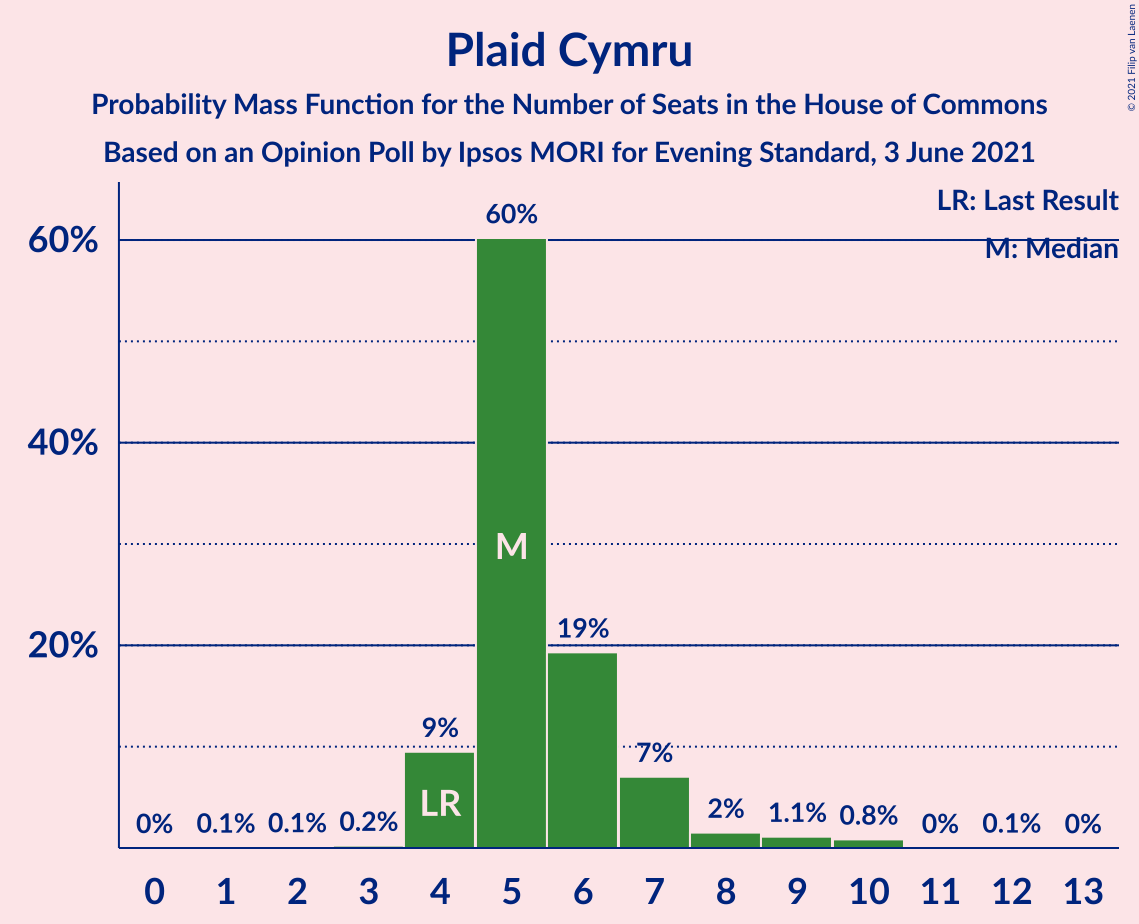 Plaid Cymru
Probability Mass Function for the Number of Seats in the House of Commons
Based on an Opinion Poll by Ipsos MORI for Evening Standard, 3 June 2021
© 2021 Filip van Laenen
LR: Last Result
M: Median
60%
40%
20%
0% 0.1% 0.1% 0.2% 9% 60% 19% 7% 2% 1.1% 0.8% 0% 0.1% 0%
LR M
0 1 2 3 4 5 6 7 8 9 10 11 12 13